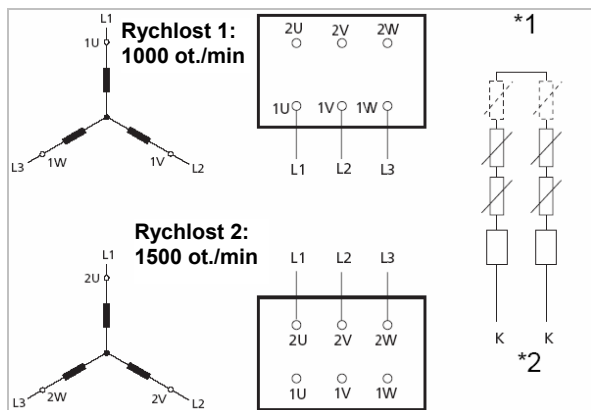 L1
1U
Rychlost 1:
1000 ot./min
L3
1W
1V
L2
2U 2V 2W
1U 1V 1W
L1 L2 L3
*1
Rychlost 2:
1500 ot./min
L1
2U
L3
2W
2V
L2
L1 L2 L3
2U 2V 2W
1U 1V 1W
K K
*2